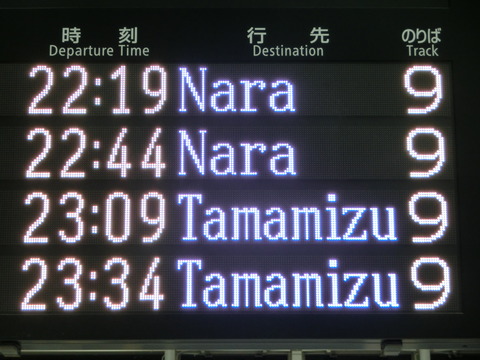 時刻 行先 のりば
Departure Time Destination Track
22:19 Nara 9
22:44 Nara 9
23:09 Tamamizu 9
23:34 Tamamizu 9